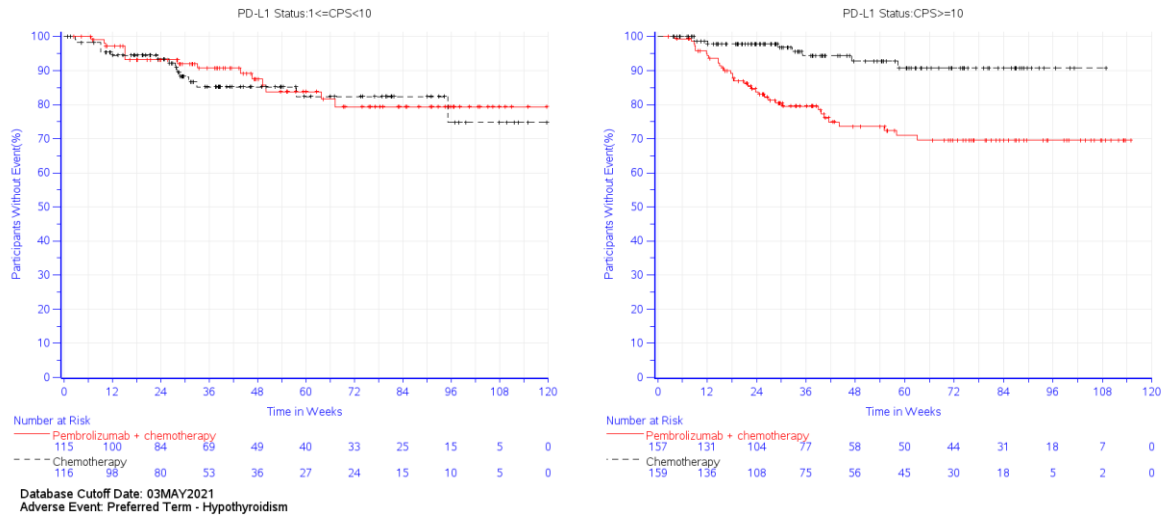 PD-L1 Status:1<=CPS<10
Participants Without Event(%)
100
90
80
70
60
50
40
30
20
10
0
0 12 24 36 48 60 72 84 96 108 120
Time in Weeks
Number at Risk
Pembrolizumab + chemotherapy
115 100 84 69 49 40 33 25 15 5 0
Chemotherapy
116 98 80 53 36 27 24 15 10 5 0
PD-L1 Status:CPS>=10
Participants Without Event(%)
100
90
80
70
60
50
40
30
20
10
0
0 12 24 36 48 60 72 84 96 108 120
Time in Weeks
Number at Risk
Pembrolizumab + chemotherapy
157 131 104 77 58 50 44 31 18 7 0
Chemotherapy
159 136 108 75 56 45 30 18 5 2 0
Database Cutoff Date: 03MAY2021
Adverse Event: Preferred Term - Hypothyroidism